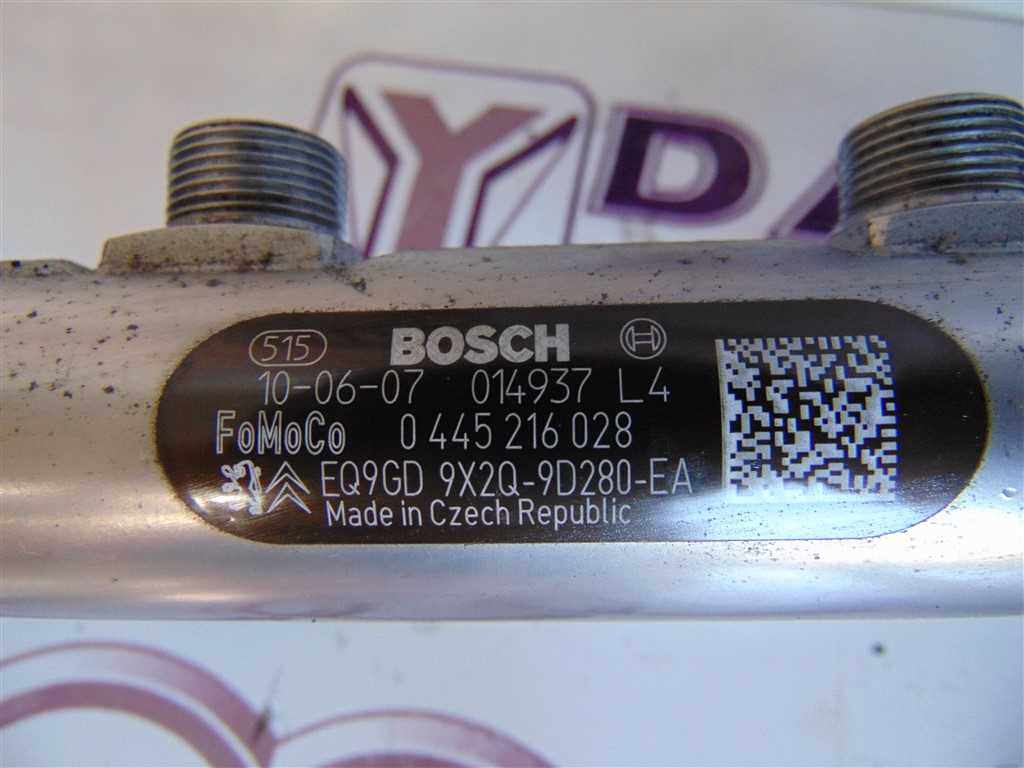 Y DA
515 BOSCH
10-06-07 014937 L4
FoMoCo 0 445 216 028
EQ9GD 9X2Q-9D280-EA
Made in Czech Republic